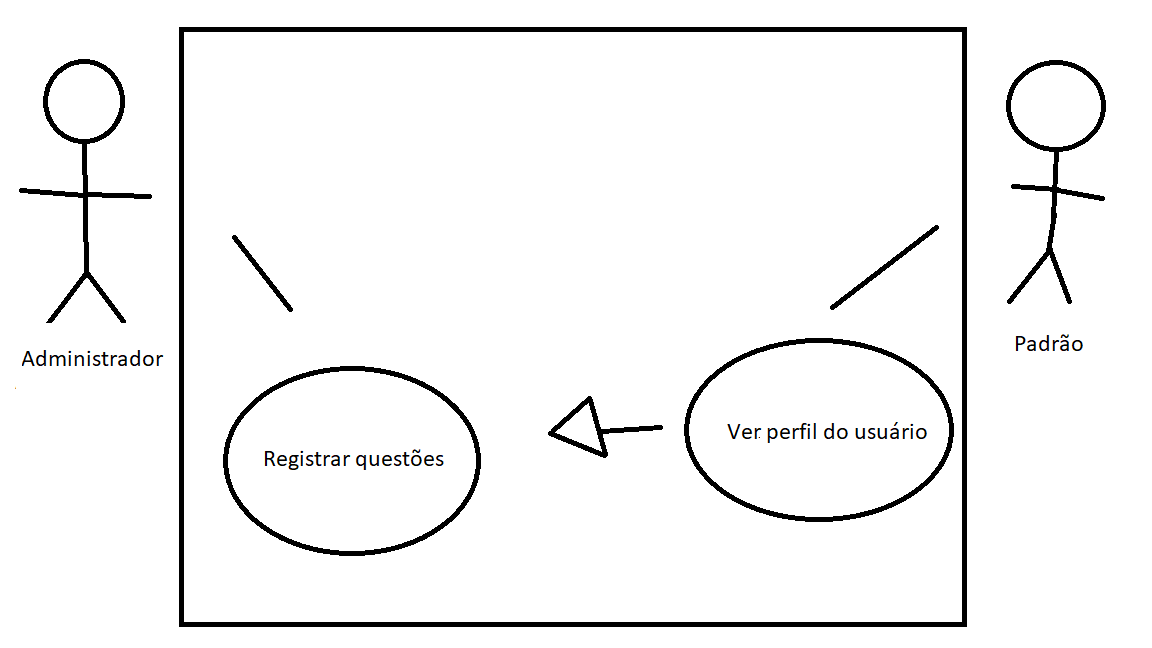 Administrador
Padrão
Registrar questões
Ver perfil do usuário